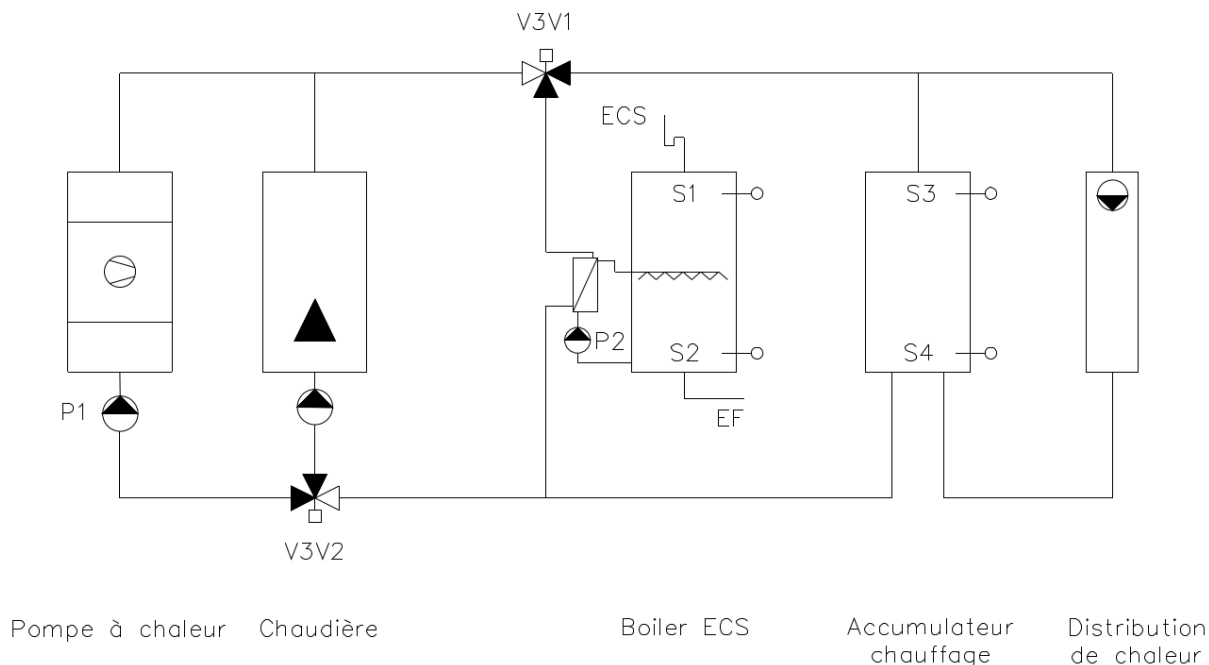 V3V1
ECS
S1
S3
P2
S2
S4
P1
EF
V3V2
Pompe à chaleur
Chaudière
Boiler ECS
Accumulateur
chauffage
Distribution
de chaleur